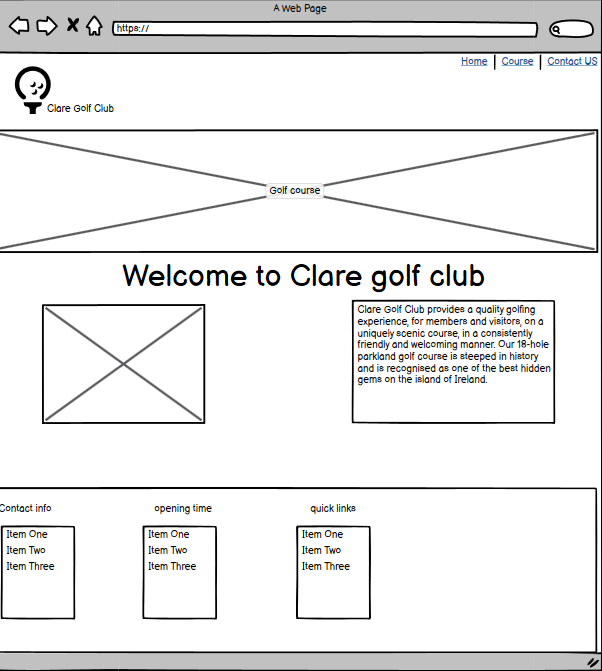 A Web Page
https://
Home | Course | Contact US
Clare Golf Club
Golf course
Welcome to Clare golf club
Clare Golf Club provides a quality golfing
experience, for members and visitors, on a
uniquely scenic course, in a consistently
friendly and welcoming manner. Our 18-hole
parkland golf course is steeped in history
and is recognised as one of the best hidden
gems on the island of Ireland.
Contact info
Item One
Item Two
Item Three
opening time
Item One
Item Two
Item Three
quick links
Item One
Item Two
Item Three